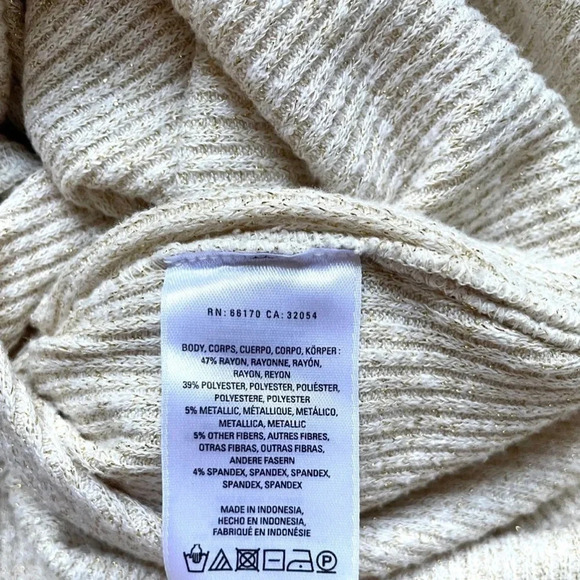 RN: 66170 CA: 32054
BODY, CORPS, CUERPO, CORPO, KÖRPER :
47% RAYON, RAYONNE, RAYÓN,
RAYON, REYON
39% POLYESTER, POLYESTER, POLIÉSTER,
POLYESTERE, POLYESTER
5% METALLIC, MÉTALLIQUE, METÁLICO,
METALLICA, METALLIC
5% OTHER FIBERS, AUTRES FIBRES,
OTRAS FIBRAS, OUTRAS FIBRAS,
ANDERE FASERN
4% SPANDEX, SPANDEX, SPANDEX,
SPANDEX, SPANDEX
MADE IN INDONESIA,
HECHO EN INDONESIA,
FABRIQUÉ EN INDONÉSIE
P